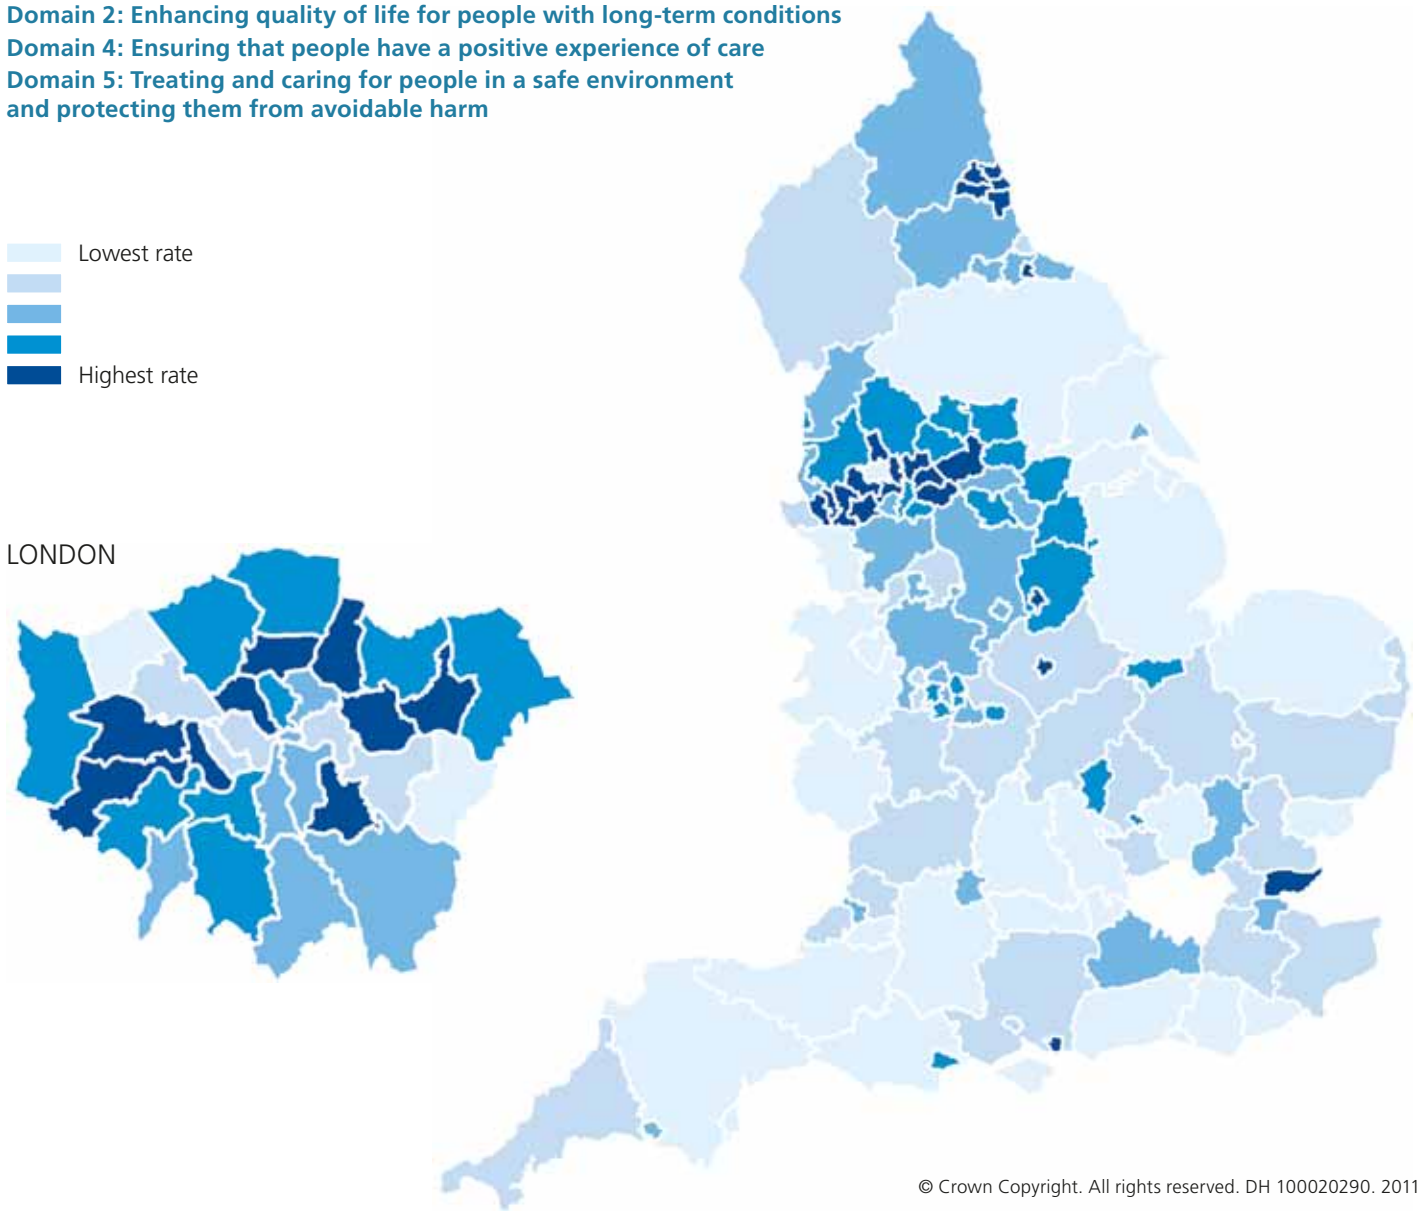 Domain 2: Enhancing quality of life for people with long-term conditions
Domain 4: Ensuring that people have a positive experience of care
Domain 5: Treating and caring for people in a safe environment
and protecting them from avoidable harm
Lowest rate
Highest rate
LONDON
© Crown Copyright. All rights reserved. DH 100020290. 2011